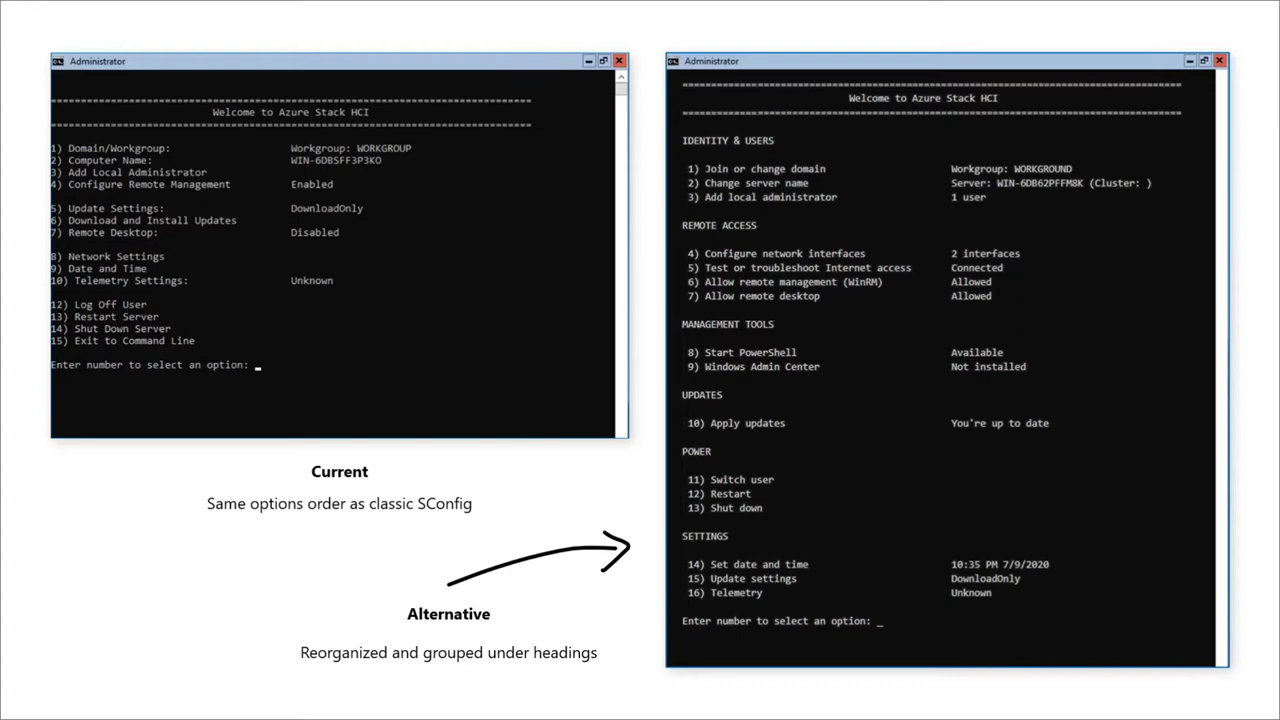 Administrator
================================================================================
Welcome to Azure Stack HCI
================================================================================
1) Domain/Workgroup: Workgroup: WORKGROUP
2) Computer Name: WIN-6DBSFF3P3KO
3) Add Local Administrator
4) Configure Remote Management Enabled
5) Update Settings: DownloadOnly
6) Download and Install Updates
7) Remote Desktop: Disabled
8) Network Settings
9) Date and Time
10) Telemetry Settings: Unknown
12) Log Off User
13) Restart Server
14) Shut Down Server
15) Exit to Command Line
Enter number to select an option: _
Current
Same options order as classic SConfig
Alternative
Reorganized and grouped under headings
Administrator
===================================================================================
Welcome to Azure Stack HCI
===================================================================================
IDENTITY & USERS
1) Join or change domain Workgroup: WORKGROUND
2) Change server name Server: WIN-6DB62PFFM8K (Cluster: )
3) Add local administrator 1 user
REMOTE ACCESS
4) Configure network interfaces 2 interfaces
5) Test or troubleshoot Internet access Connected
6) Allow remote management (WinRM) Allowed
7) Allow remote desktop Allowed
MANAGEMENT TOOLS
8) Start PowerShell Available
9) Windows Admin Center Not installed
UPDATES
10) Apply updates You're up to date
POWER
11) Switch user
12) Restart
13) Shut down
SETTINGS
14) Set date and time 10:35 PM 7/9/2020
15) Update settings DownloadOnly
16) Telemetry Unknown
Enter number to select an option: _